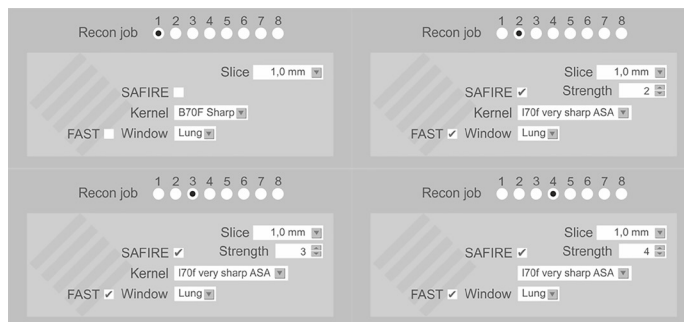 1 2 3 4 5 6 7 8
Recon job
Slice 1,0 mm
SAFIRE
Kernel B70F Sharp
FAST Window Lung
1 2 3 4 5 6 7 8
Recon job
Slice 1,0 mm
SAFIRE ✔ Strength 2
Kernel I70f very sharp ASA
FAST ✔ Window Lung
1 2 3 4 5 6 7 8
Recon job
Slice 1,0 mm
SAFIRE ✔ Strength 3
Kernel I70f very sharp ASA
FAST ✔ Window Lung
1 2 3 4 5 6 7 8
Recon job
Slice 1,0 mm
SAFIRE ✔ Strength 4
I70f very sharp ASA
FAST ✔ Window Lung